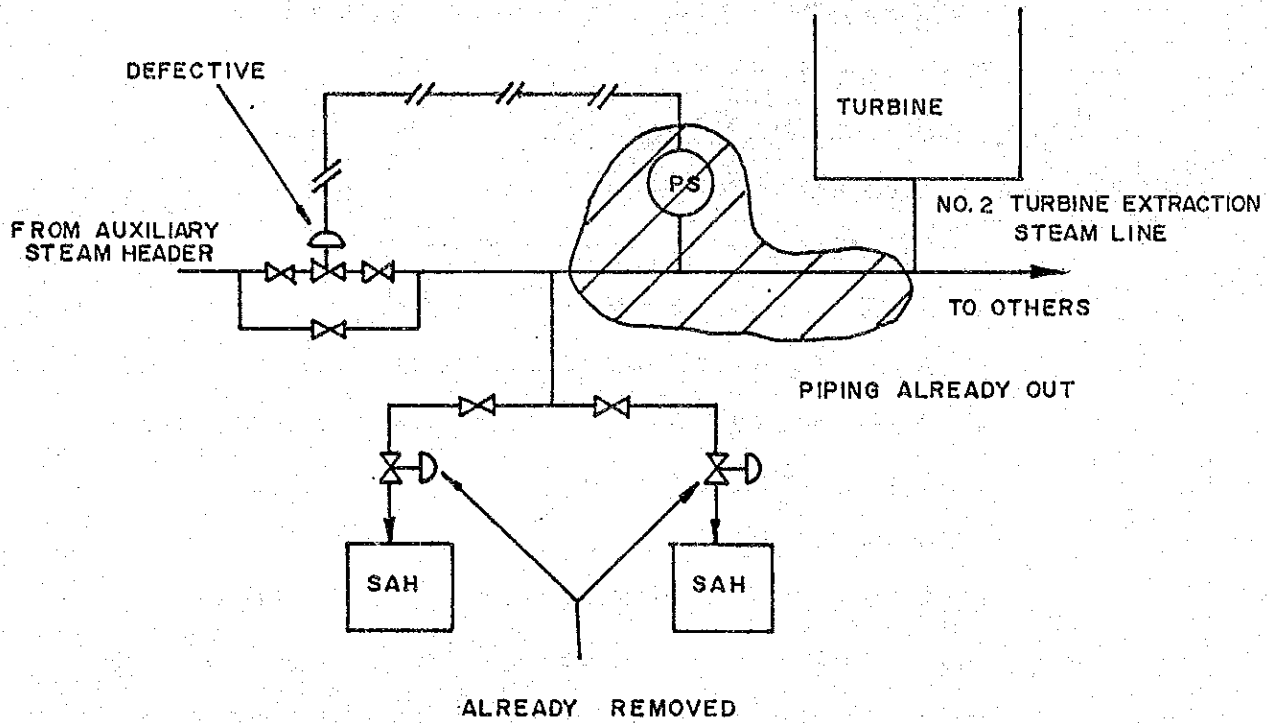 DEFECTIVE
TURBINE
PS
NO. 2 TURBINE EXTRACTION
STEAM LINE
FROM AUXILIARY
STEAM HEADER
TO OTHERS
PIPING ALREADY OUT
SAH
SAH
ALREADY REMOVED